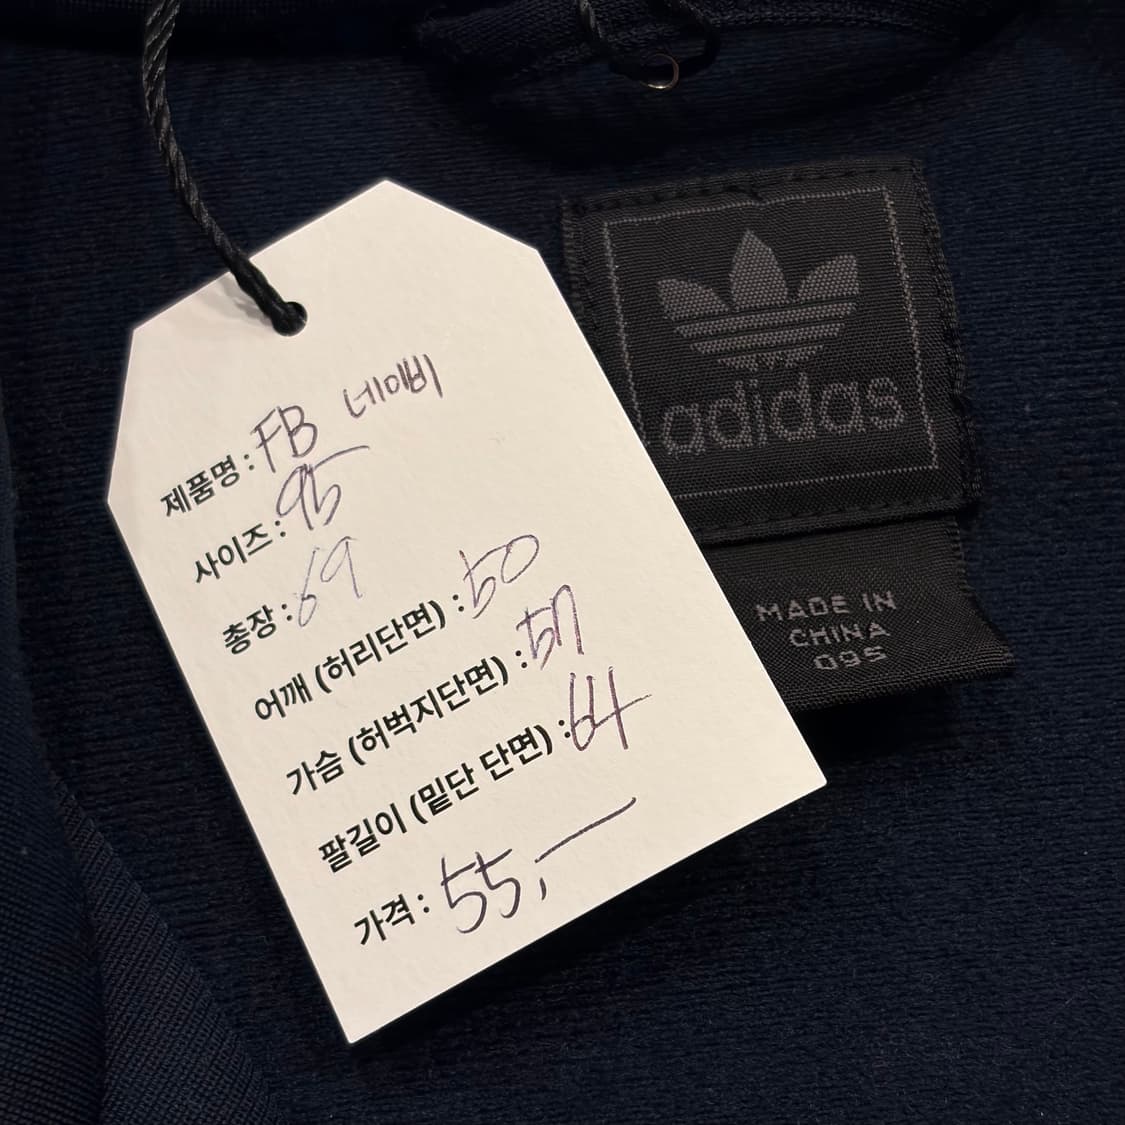 제품명 : FB 네이비
사이즈 : 95
총장 : 69
어깨 (허리단면) : 50
가슴 (허벅지단면) : 57
팔길이 (밑단 단면) : 64
가격 : 55,—
adidas
MADE IN
CHINA
095